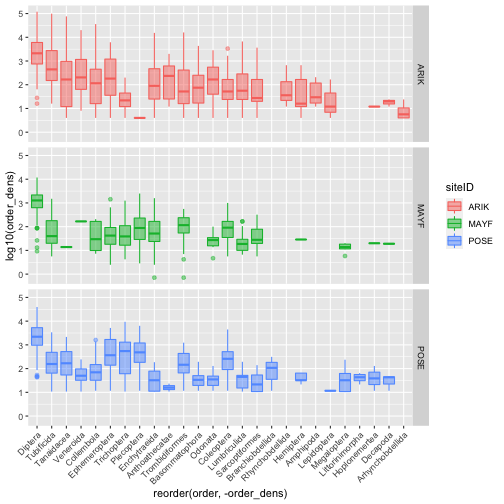 5
4
3
2
1
0
ARIK
5
4
3
2
1
0
MAYF
5
4
3
2
1
0
POSE
log10(order_dens)
Diptera
Tubificida
Tanaidacea
Veneroida
Collembola
Ephemeroptera
Trichoptera
Plecoptera
Enchytraeida
Anthoathecatae
Trombidiformes
Basommatophora
Odonata
Coleoptera
Lumbriculida
Sarcoptiformes
Branchiobdellida
Rhynchobdellida
Hemiptera
Amphipoda
Lepidoptera
Megaloptera
Littorinimorpha
Hoplonemertea
Decapoda
Arhynchobdellida
reorder(order, -order_dens)
siteID
ARIK
MAYF
POSE